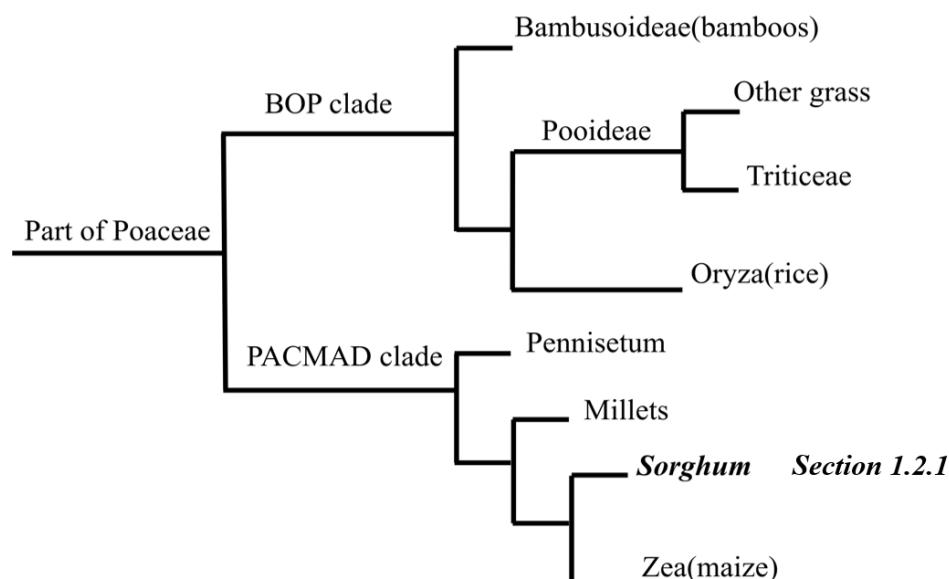 Bambusoideae(bamboos)
Other grass
BOP clade
Pooideae
Triticeae
Part of Poaceae
Oryza(rice)
Pennisetum
PACMAD clade
Millets
Sorghum Section 1.2.1
Zea(maize)